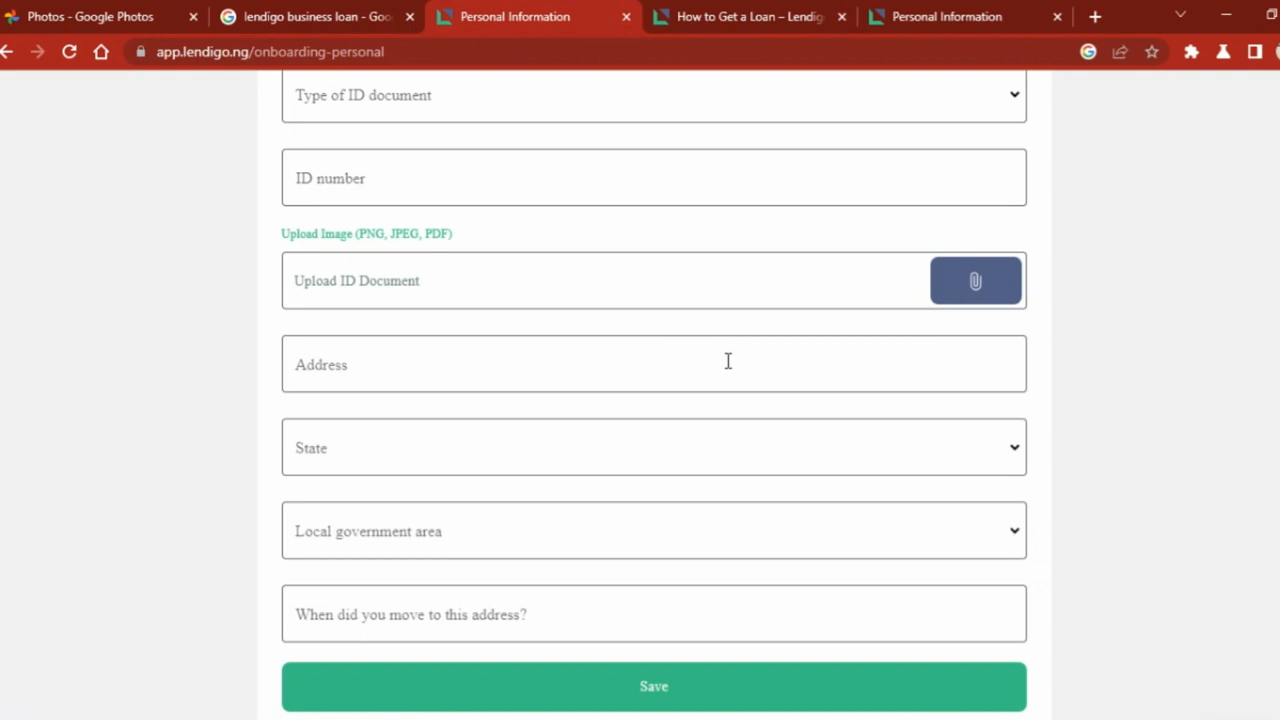 Photos - Google Photos
lendigo business loan - Goo
Personal Information
How to Get a Loan – Lendig
Personal Information
app.lendigo.ng/onboarding-personal
Type of ID document
ID number
Upload Image (PNG, JPEG, PDF)
Upload ID Document
Address
State
Local government area
When did you move to this address?
Save